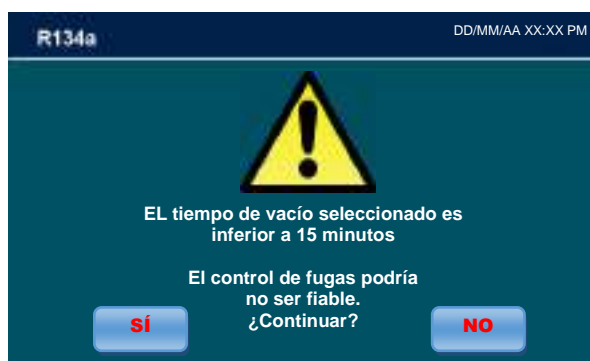 R134a
DD/MM/AA XX:XX PM
EL tiempo de vacío seleccionado es
inferior a 15 minutos
El control de fugas podría
no ser fiable.
¿Continuar?
SÍ
NO